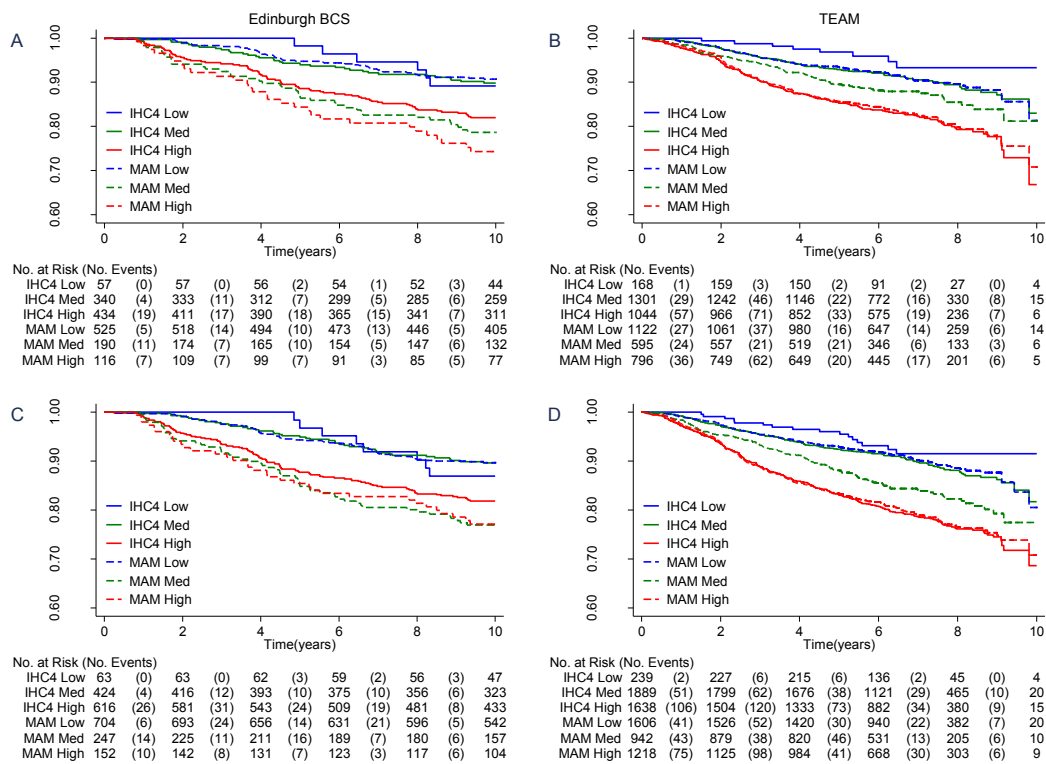 Edinburgh BCS
TEAM
A
1.00
0.90
0.80
0.70
0.60
IHC4 Low
IHC4 Med
IHC4 High
MAM Low
MAM Med
MAM High
0 2 4 6 8 10
Time(years)
No. at Risk (No. Events)
IHC4 Low 57 (0) 57 (0) 56 (2) 54 (1) 52 (3) 44
IHC4 Med 340 (4) 333 (11) 312 (7) 299 (5) 285 (6) 259
IHC4 High 434 (19) 411 (17) 390 (18) 365 (15) 341 (7) 311
MAM Low 525 (5) 518 (14) 494 (10) 473 (13) 446 (5) 405
MAM Med 190 (11) 174 (7) 165 (10) 154 (5) 147 (6) 132
MAM High 116 (7) 109 (7) 99 (7) 91 (3) 85 (5) 77
B
1.00
0.90
0.80
0.70
0.60
IHC4 Low
IHC4 Med
IHC4 High
MAM Low
MAM Med
MAM High
0 2 4 6 8 10
Time(years)
No. at Risk (No. Events)
IHC4 Low 168 (1) 159 (3) 150 (2) 91 (2) 27 (0) 4
IHC4 Med 1301 (29) 1242 (46) 1146 (22) 772 (16) 330 (8) 15
IHC4 High 1044 (57) 966 (71) 852 (33) 575 (19) 236 (7) 6
MAM Low 1122 (27) 1061 (37) 980 (16) 647 (14) 259 (6) 14
MAM Med 595 (24) 557 (21) 519 (21) 346 (6) 133 (3) 6
MAM High 796 (36) 749 (62) 649 (20) 445 (17) 201 (6) 5
C
1.00
0.90
0.80
0.70
0.60
IHC4 Low
IHC4 Med
IHC4 High
MAM Low
MAM Med
MAM High
0 2 4 6 8 10
Time(years)
No. at Risk (No. Events)
IHC4 Low 63 (0) 63 (0) 62 (3) 59 (2) 56 (3) 47
IHC4 Med 424 (4) 416 (12) 393 (10) 375 (10) 356 (6) 323
IHC4 High 616 (26) 581 (31) 543 (24) 509 (19) 481 (8) 433
MAM Low 704 (6) 693 (24) 656 (14) 631 (21) 596 (5) 542
MAM Med 247 (14) 225 (11) 211 (16) 189 (7) 180 (6) 157
MAM High 152 (10) 142 (8) 131 (7) 123 (3) 117 (6) 104
D
1.00
0.90
0.80
0.70
0.60
IHC4 Low
IHC4 Med
IHC4 High
MAM Low
MAM Med
MAM High
0 2 4 6 8 10
Time(years)
No. at Risk (No. Events)
IHC4 Low 239 (2) 227 (6) 215 (6) 136 (2) 45 (0) 4
IHC4 Med 1889 (51) 1799 (62) 1676 (38) 1121 (29) 465 (10) 20
IHC4 High 1638 (106) 1504 (120) 1333 (73) 882 (34) 380 (9) 15
MAM Low 1606 (41) 1526 (52) 1420 (30) 940 (22) 382 (7) 20
MAM Med 942 (43) 879 (38) 820 (46) 531 (13) 205 (6) 10
MAM High 1218 (75) 1125 (98) 984 (41) 668 (30) 303 (6) 9